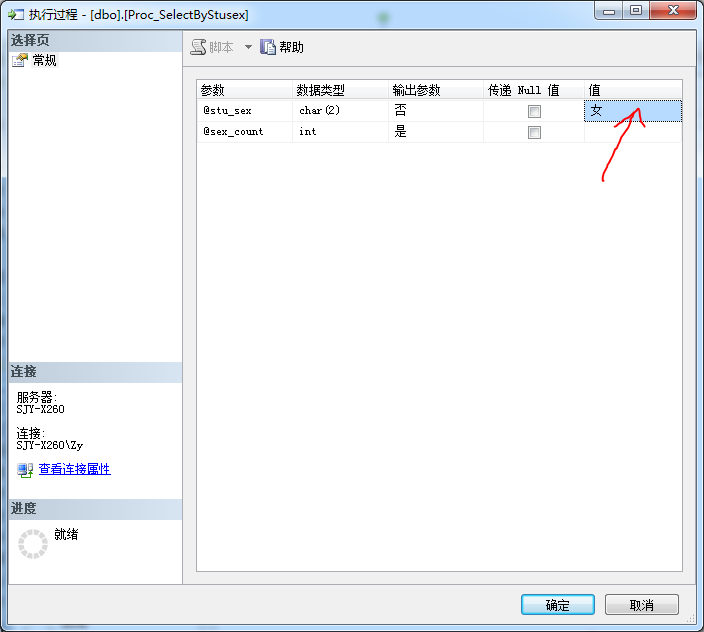 执行过程 - [dbo].[Proc_SelectByStusex]
选择页
常规
脚本 帮助
参数 数据类型 输出参数 传递 Null 值 值
@stu_sex char(2) 否 女
@sex_count int 是
连接
服务器:
SJY-X260
连接:
SJY-X260\Zy
查看连接属性
进度
就绪
确定 取消